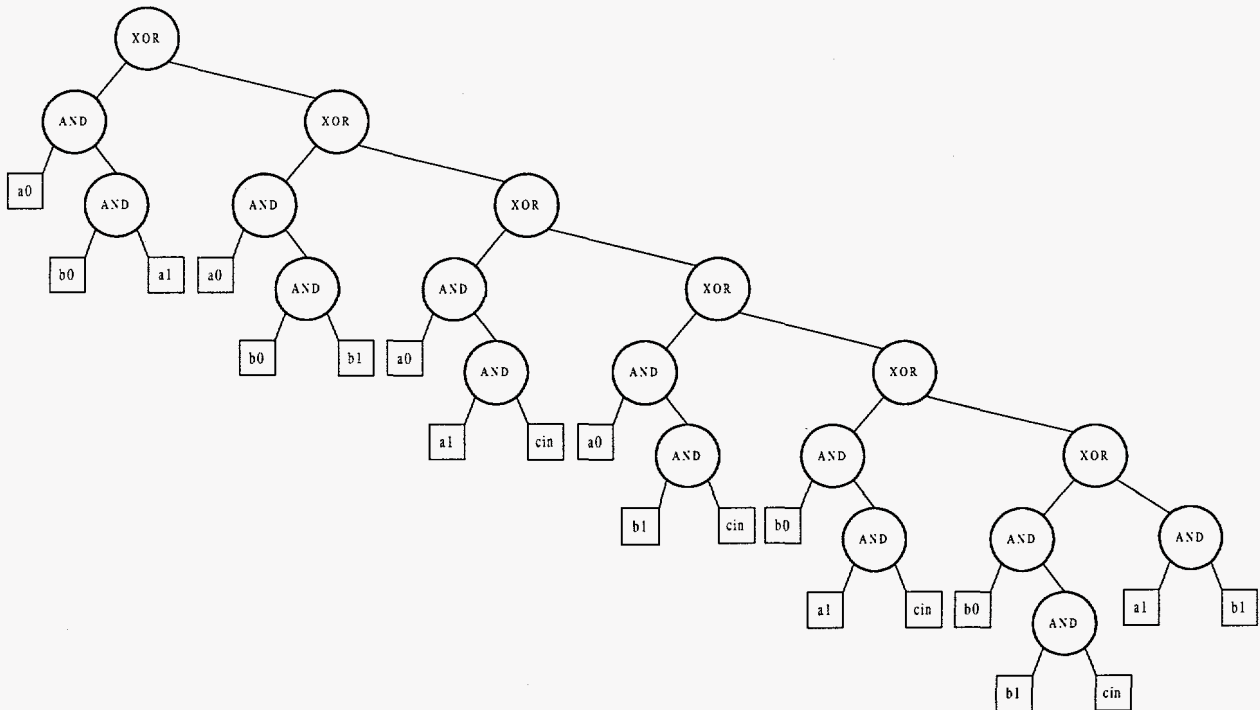 XOR
AND XOR
a0 AND AND XOR
b0 a1 a0 AND AND XOR
b0 b1 a0 AND AND XOR
a1 cin a0 AND AND XOR
b1 cin b0 AND AND AND
a1 cin b0 AND a1 b1
b1 cin